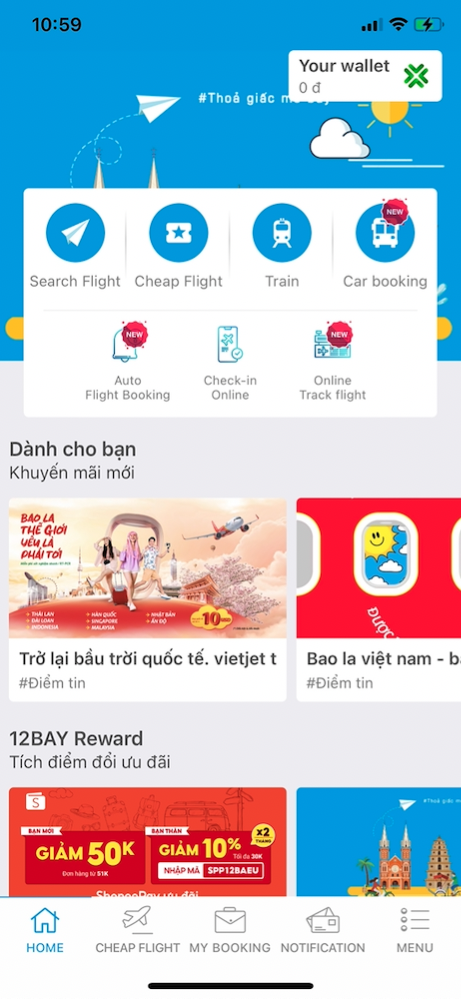 10:59
Your wallet
0 đ
#Thoả giấc mơ bay
Search Flight
Cheap Flight
Train
NEW
Car booking
NEW
Auto
Flight Booking
Check-in
Online
NEW
Online
Track flight
Dành cho bạn
Khuyến mãi mới
BAO LA
THẾ GIỚI
YÊU LÀ
PHẢI TỚI
THÁI LAN
ĐÀI LOAN
INDONESIA
HÀN QUỐC
SINGAPORE
MALAYSIA
NHẬT BẢN
ẤN ĐỘ
10
ĐƯỢC
Trở lại bầu trời quốc tế. vietjet t
#Điểm tin
Bao la việt nam - b
#Điểm tin
12BAY Reward
Tích điểm đổi ưu đãi
S
BẠN MỚI
GIẢM 50K
Đơn hàng từ 51K
BẠN THÂN
GIẢM 10%
Tối đa 30K
X2
THÁNG
NHẬP MÃ SPP12BAEU
ShopeePay ưu đãi
#Thoả giấc m
HOME
CHEAP FLIGHT
MY BOOKING
NOTIFICATION
MENU